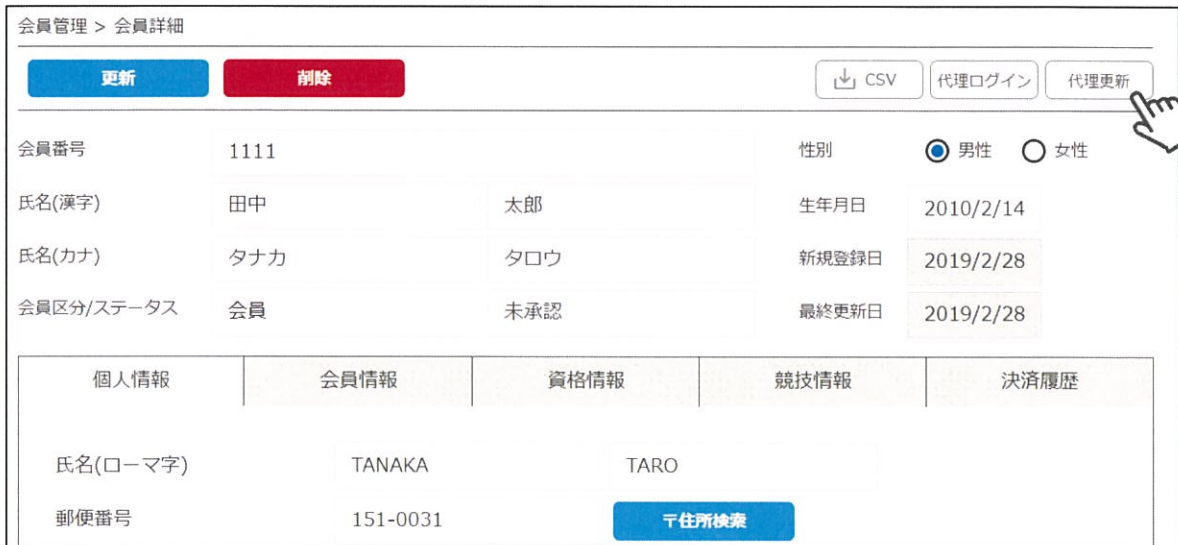 会員管理 > 会員詳細
更新 削除 CSV 代理ログイン 代理更新
会員番号 1111 性別 男性 女性
氏名(漢字) 田中 太郎 生年月日 2010/2/14
氏名(カナ) タナカ タロウ 新規登録日 2019/2/28
会員区分/ステータス 会員 未承認 最終更新日 2019/2/28
個人情報 会員情報 資格情報 競技情報 決済履歴
氏名(ローマ字) TANAKA TARO
郵便番号 151-0031 〒住所検索